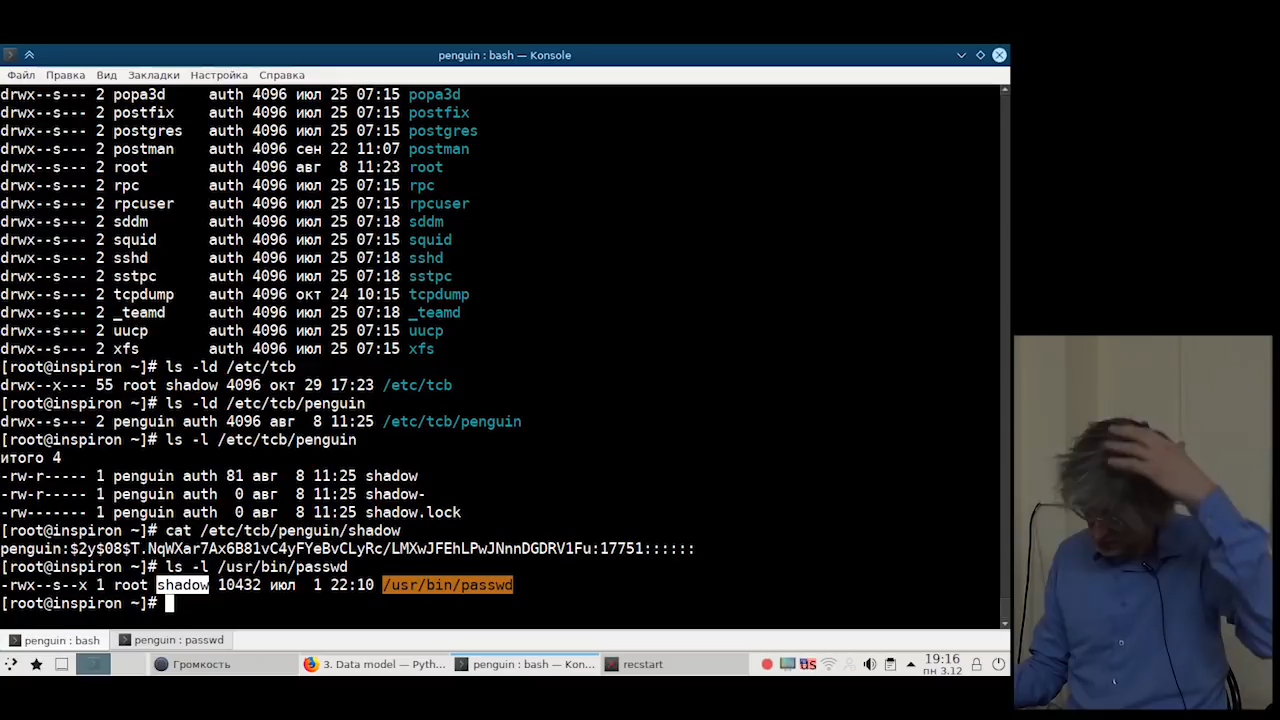 penguin : bash — Konsole
Файл Правка Вид Закладки Настройка Справка
drwx--s--- 2 popa3d auth 4096 июл 25 07:15 popa3d
drwx--s--- 2 postfix auth 4096 июл 25 07:15 postfix
drwx--s--- 2 postgres auth 4096 июл 25 07:15 postgres
drwx--s--- 2 postman auth 4096 сен 22 11:07 postman
drwx--s--- 2 root auth 4096 авг 8 11:23 root
drwx--s--- 2 rpc auth 4096 июл 25 07:15 rpc
drwx--s--- 2 rpcuser auth 4096 июл 25 07:15 rpcuser
drwx--s--- 2 sddm auth 4096 июл 25 07:18 sddm
drwx--s--- 2 squid auth 4096 июл 25 07:15 squid
drwx--s--- 2 sshd auth 4096 июл 25 07:18 sshd
drwx--s--- 2 sstpc auth 4096 июл 25 07:18 sstpc
drwx--s--- 2 tcpdump auth 4096 окт 24 10:15 tcpdump
drwx--s--- 2 _teamd auth 4096 июл 25 07:18 _teamd
drwx--s--- 2 uucp auth 4096 июл 25 07:15 uucp
drwx--s--- 2 xfs auth 4096 июл 25 07:15 xfs
[root@inspiron ~]# ls -ld /etc/tcb
drwx--x--- 55 root shadow 4096 окт 29 17:23 /etc/tcb
[root@inspiron ~]# ls -ld /etc/tcb/penguin
drwx--s--- 2 penguin auth 4096 авг 8 11:25 /etc/tcb/penguin
[root@inspiron ~]# ls -l /etc/tcb/penguin
итого 4
-rw-r----- 1 penguin auth 81 авг 8 11:25 shadow
-rw-r----- 1 penguin auth 0 авг 8 11:25 shadow-
-rw-r----- 1 penguin auth 0 авг 8 11:25 shadow.lock
[root@inspiron ~]# cat /etc/tcb/penguin/shadow
penguin:$2y$08$T.NqWXar7Ax6B81vC4yFYeBvCLyRc/LMXwJFEhLPwJNnnDGDRV1Fu:17751::::::
[root@inspiron ~]# ls -l /usr/bin/passwd
-rwx--s--x 1 root shadow 10432 июл 1 22:10 /usr/bin/passwd
[root@inspiron ~]#
penguin : bash penguin : passwd
Громкость 3. Data model — Pyth... penguin : bash — Kon... recstart US 19:16
пн 3.12